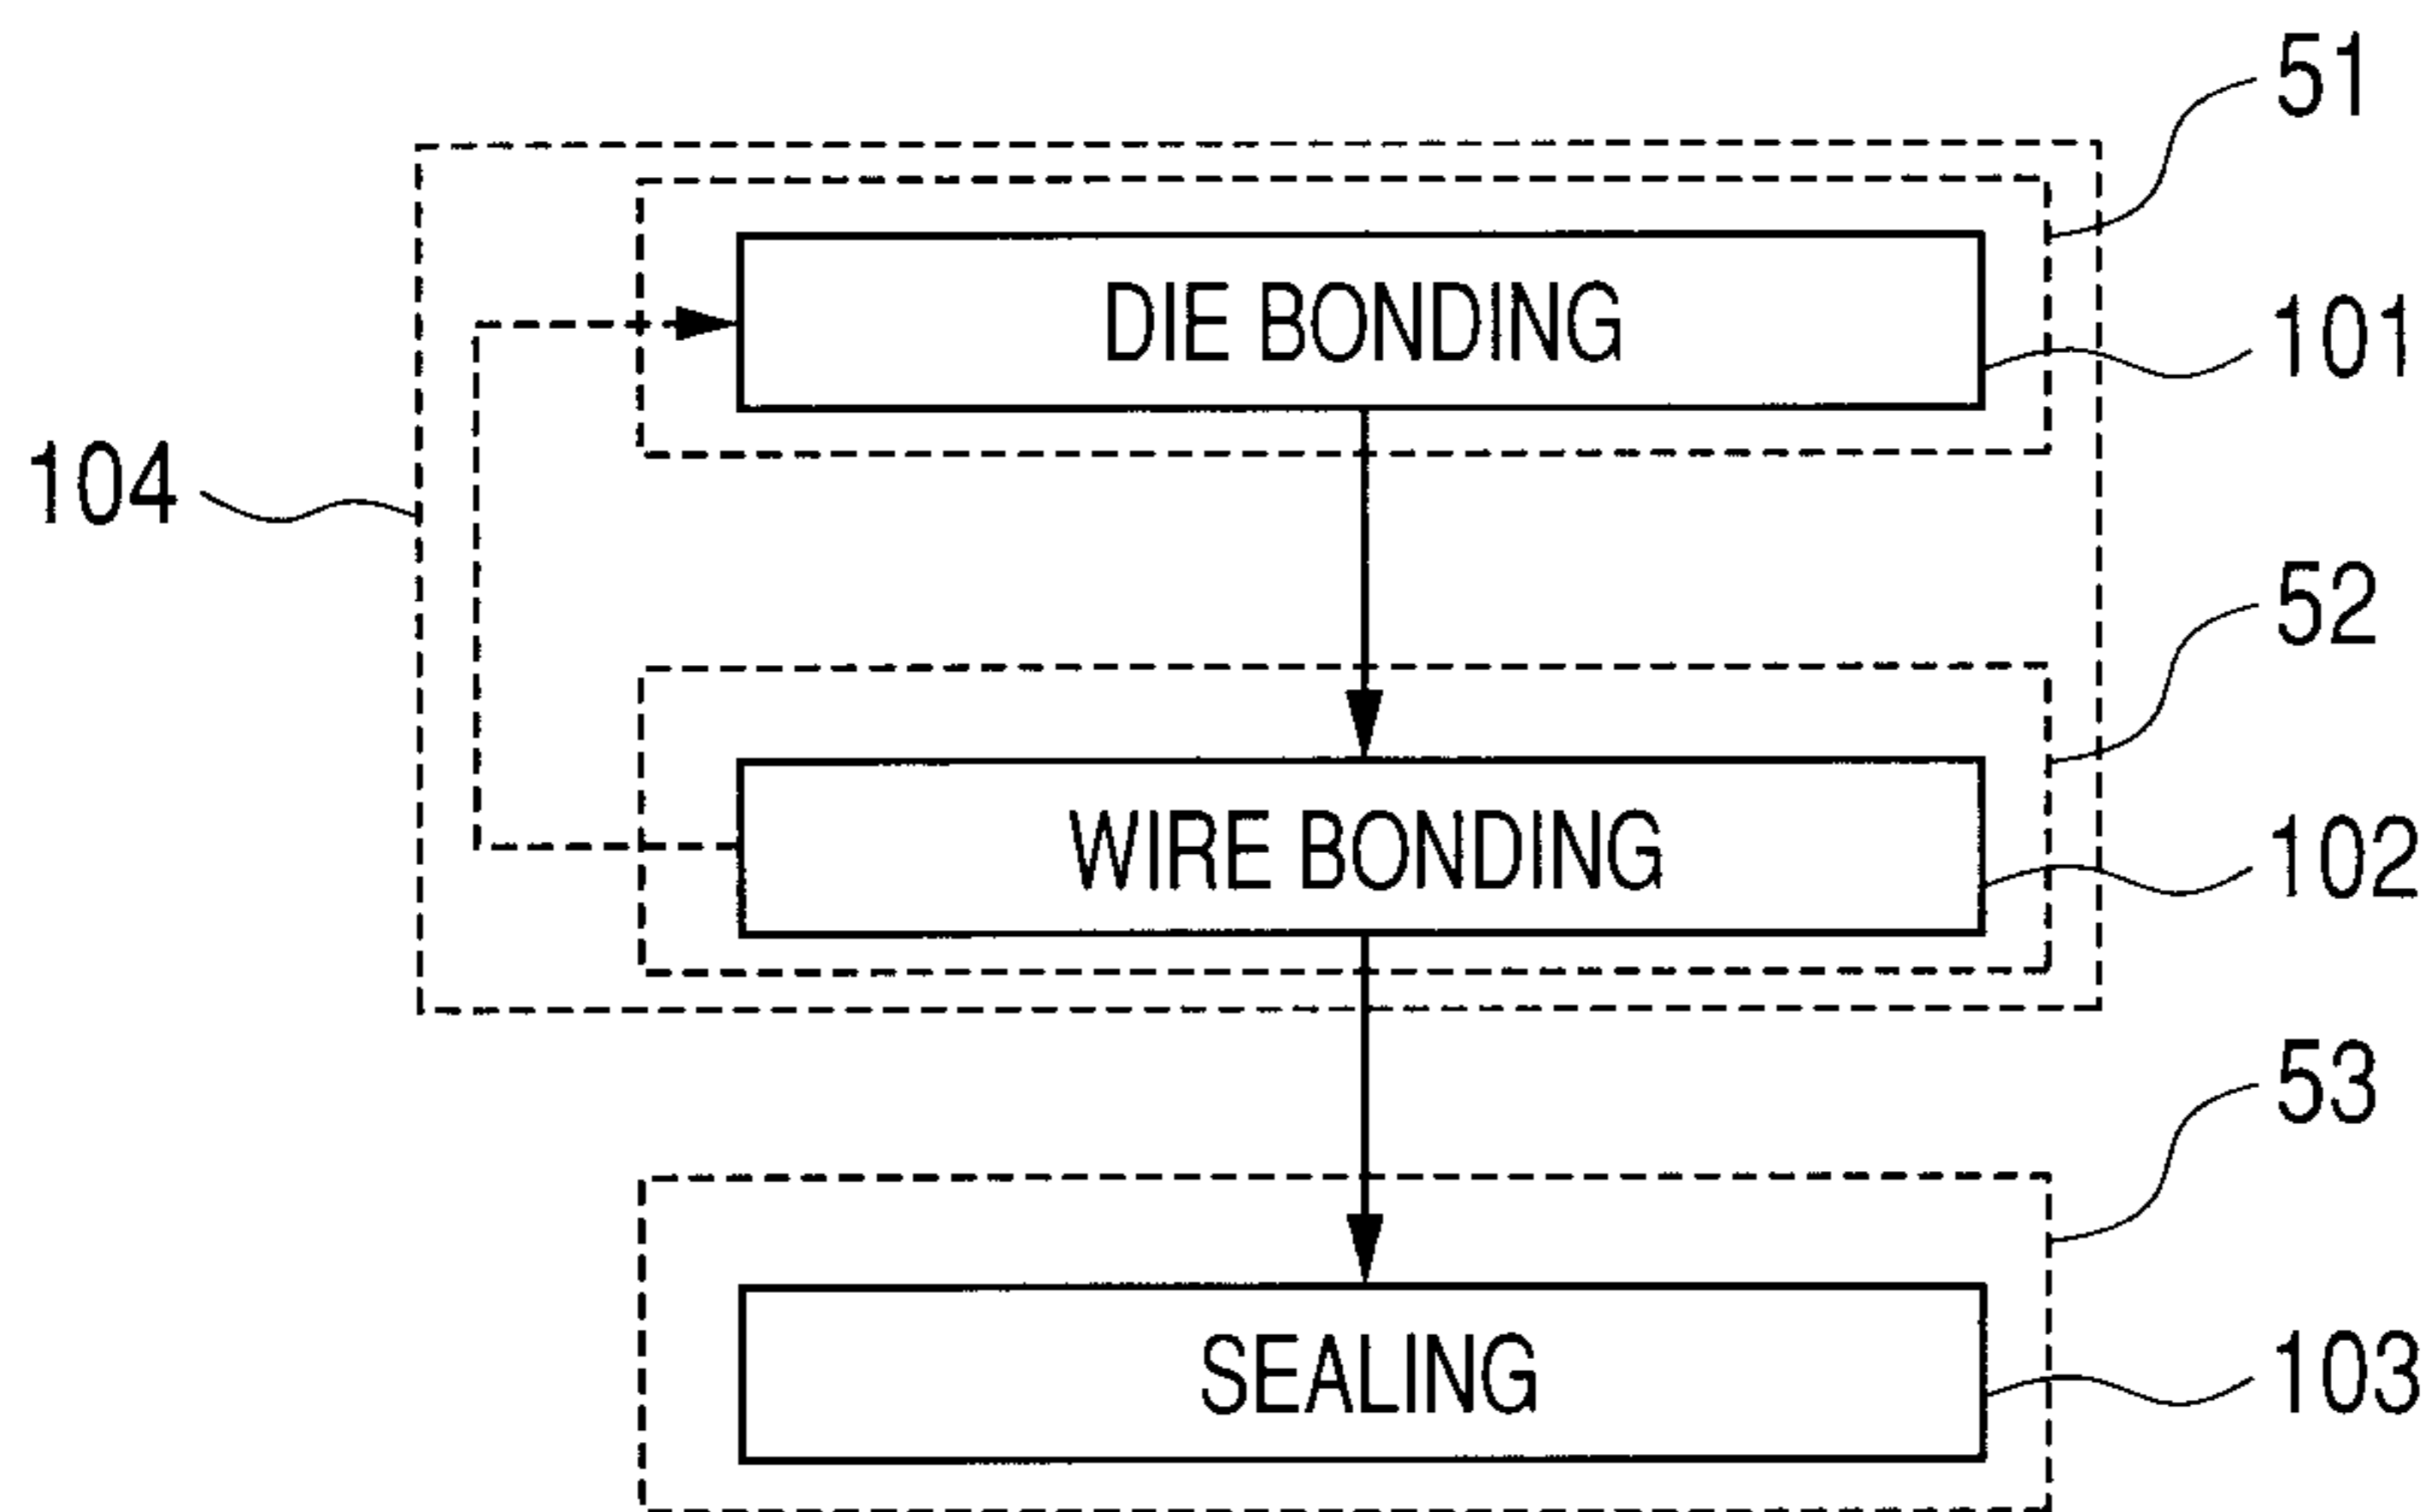 51
DIE BONDING
101
104
52
WIRE BONDING
102
53
SEALING
103